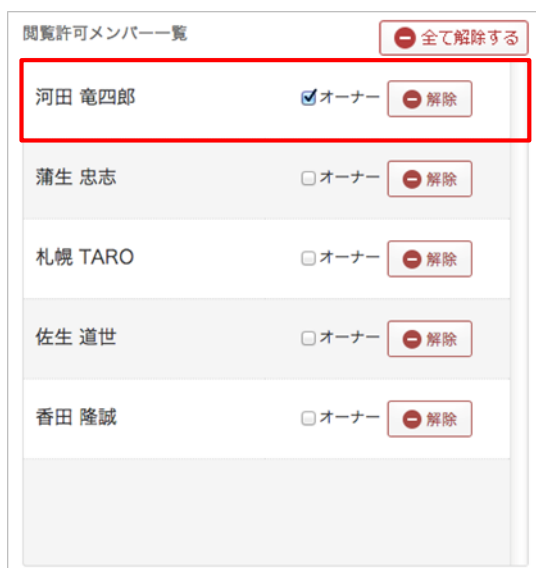 閲覧許可メンバー一覧 全て解除する
河田 竜四郎 オーナー 解除
蒲生 忠志 オーナー 解除
札幌 TARO オーナー 解除
佐生 道世 オーナー 解除
香田 隆誠 オーナー 解除